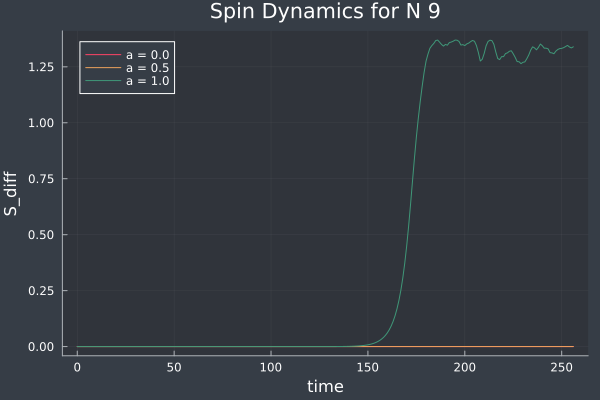 Spin Dynamics for N 9
a = 0.0
a = 0.5
a = 1.0
S_diff
1.25
1.00
0.75
0.50
0.25
0.00
0 50 100 150 200 250
time